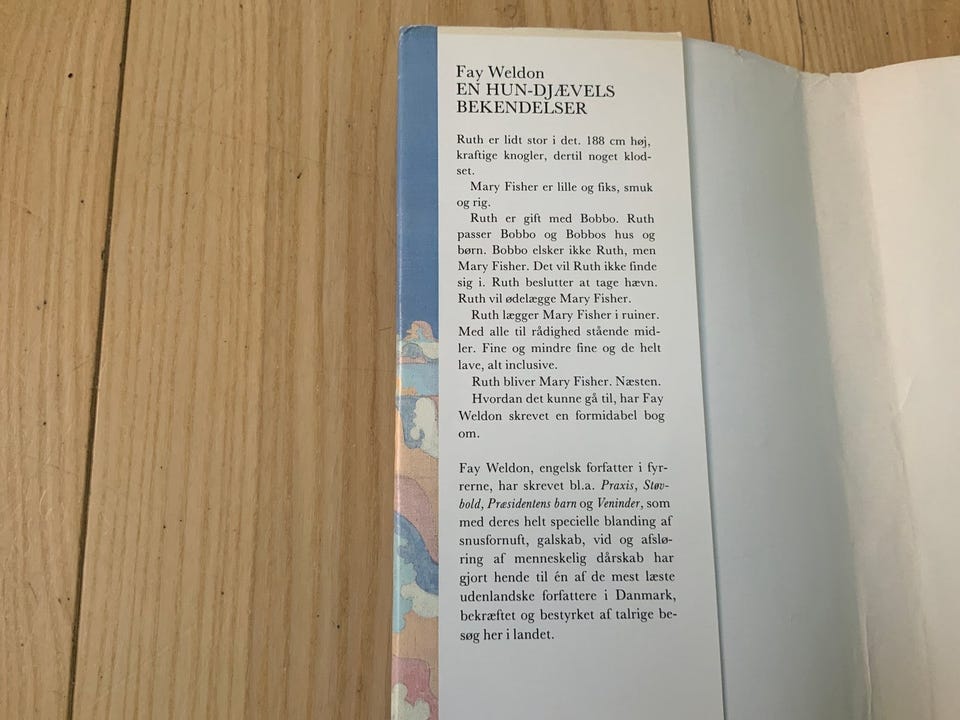 Fay Weldon
EN HUN-DJÆVELS
BEKENDELSER
Ruth er lidt stor i det. 188 cm høj,
kraftige knogler, dertil noget klod-
set.
Mary Fisher er lille og fiks, smuk
og rig.
Ruth er gift med Bobbo. Ruth
passer Bobbo og Bobbos hus og
børn. Bobbo elsker ikke Ruth, men
Mary Fisher. Det vil Ruth ikke finde
sig i. Ruth beslutter at tage hævn.
Ruth vil ødelægge Mary Fisher.
Ruth lægger Mary Fisher i ruiner.
Med alle til rådighed stående mid-
ler. Fine og mindre fine og de helt
lave, alt inclusive.
Ruth bliver Mary Fisher. Næsten.
Hvordan det kunne gå til, har Fay
Weldon skrevet en formidabel bog
om.
Fay Weldon, engelsk forfatter i fyr-
rerne, har skrevet bl.a. Praxis, Støv-
bold, Præsidentens barn og Veninder, som
med deres helt specielle blanding af
snusfornuft, galskab, vid og afslø-
ring af menneskelig dårskab har
gjort hende til én af de mest læste
udenlandske forfattere i Danmark,
bekræftet og bestyrket af talrige be-
søg her i landet.